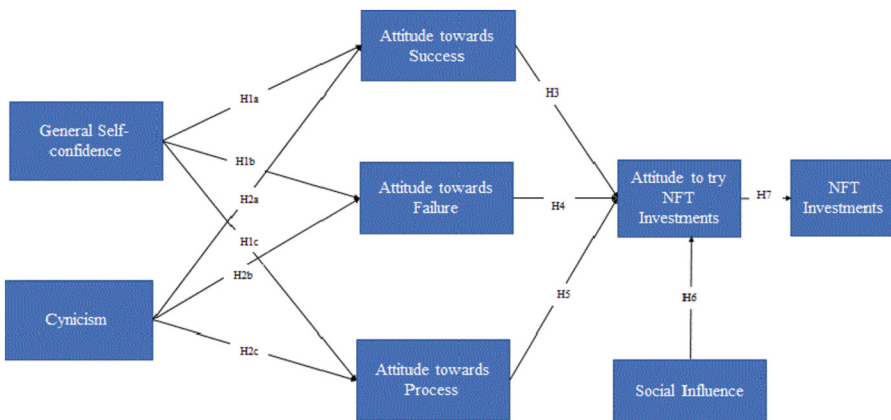 Attitude towards
Success
H1a
H3
General Self-
confidence
H1b
H2a
Attitude towards
Failure
H4
Attitude to try
NFT
Investments
H7
NFT
Investments
H1c
H2b
Cynicism
H5
H6
H2c
Attitude towards
Process
Social Influence